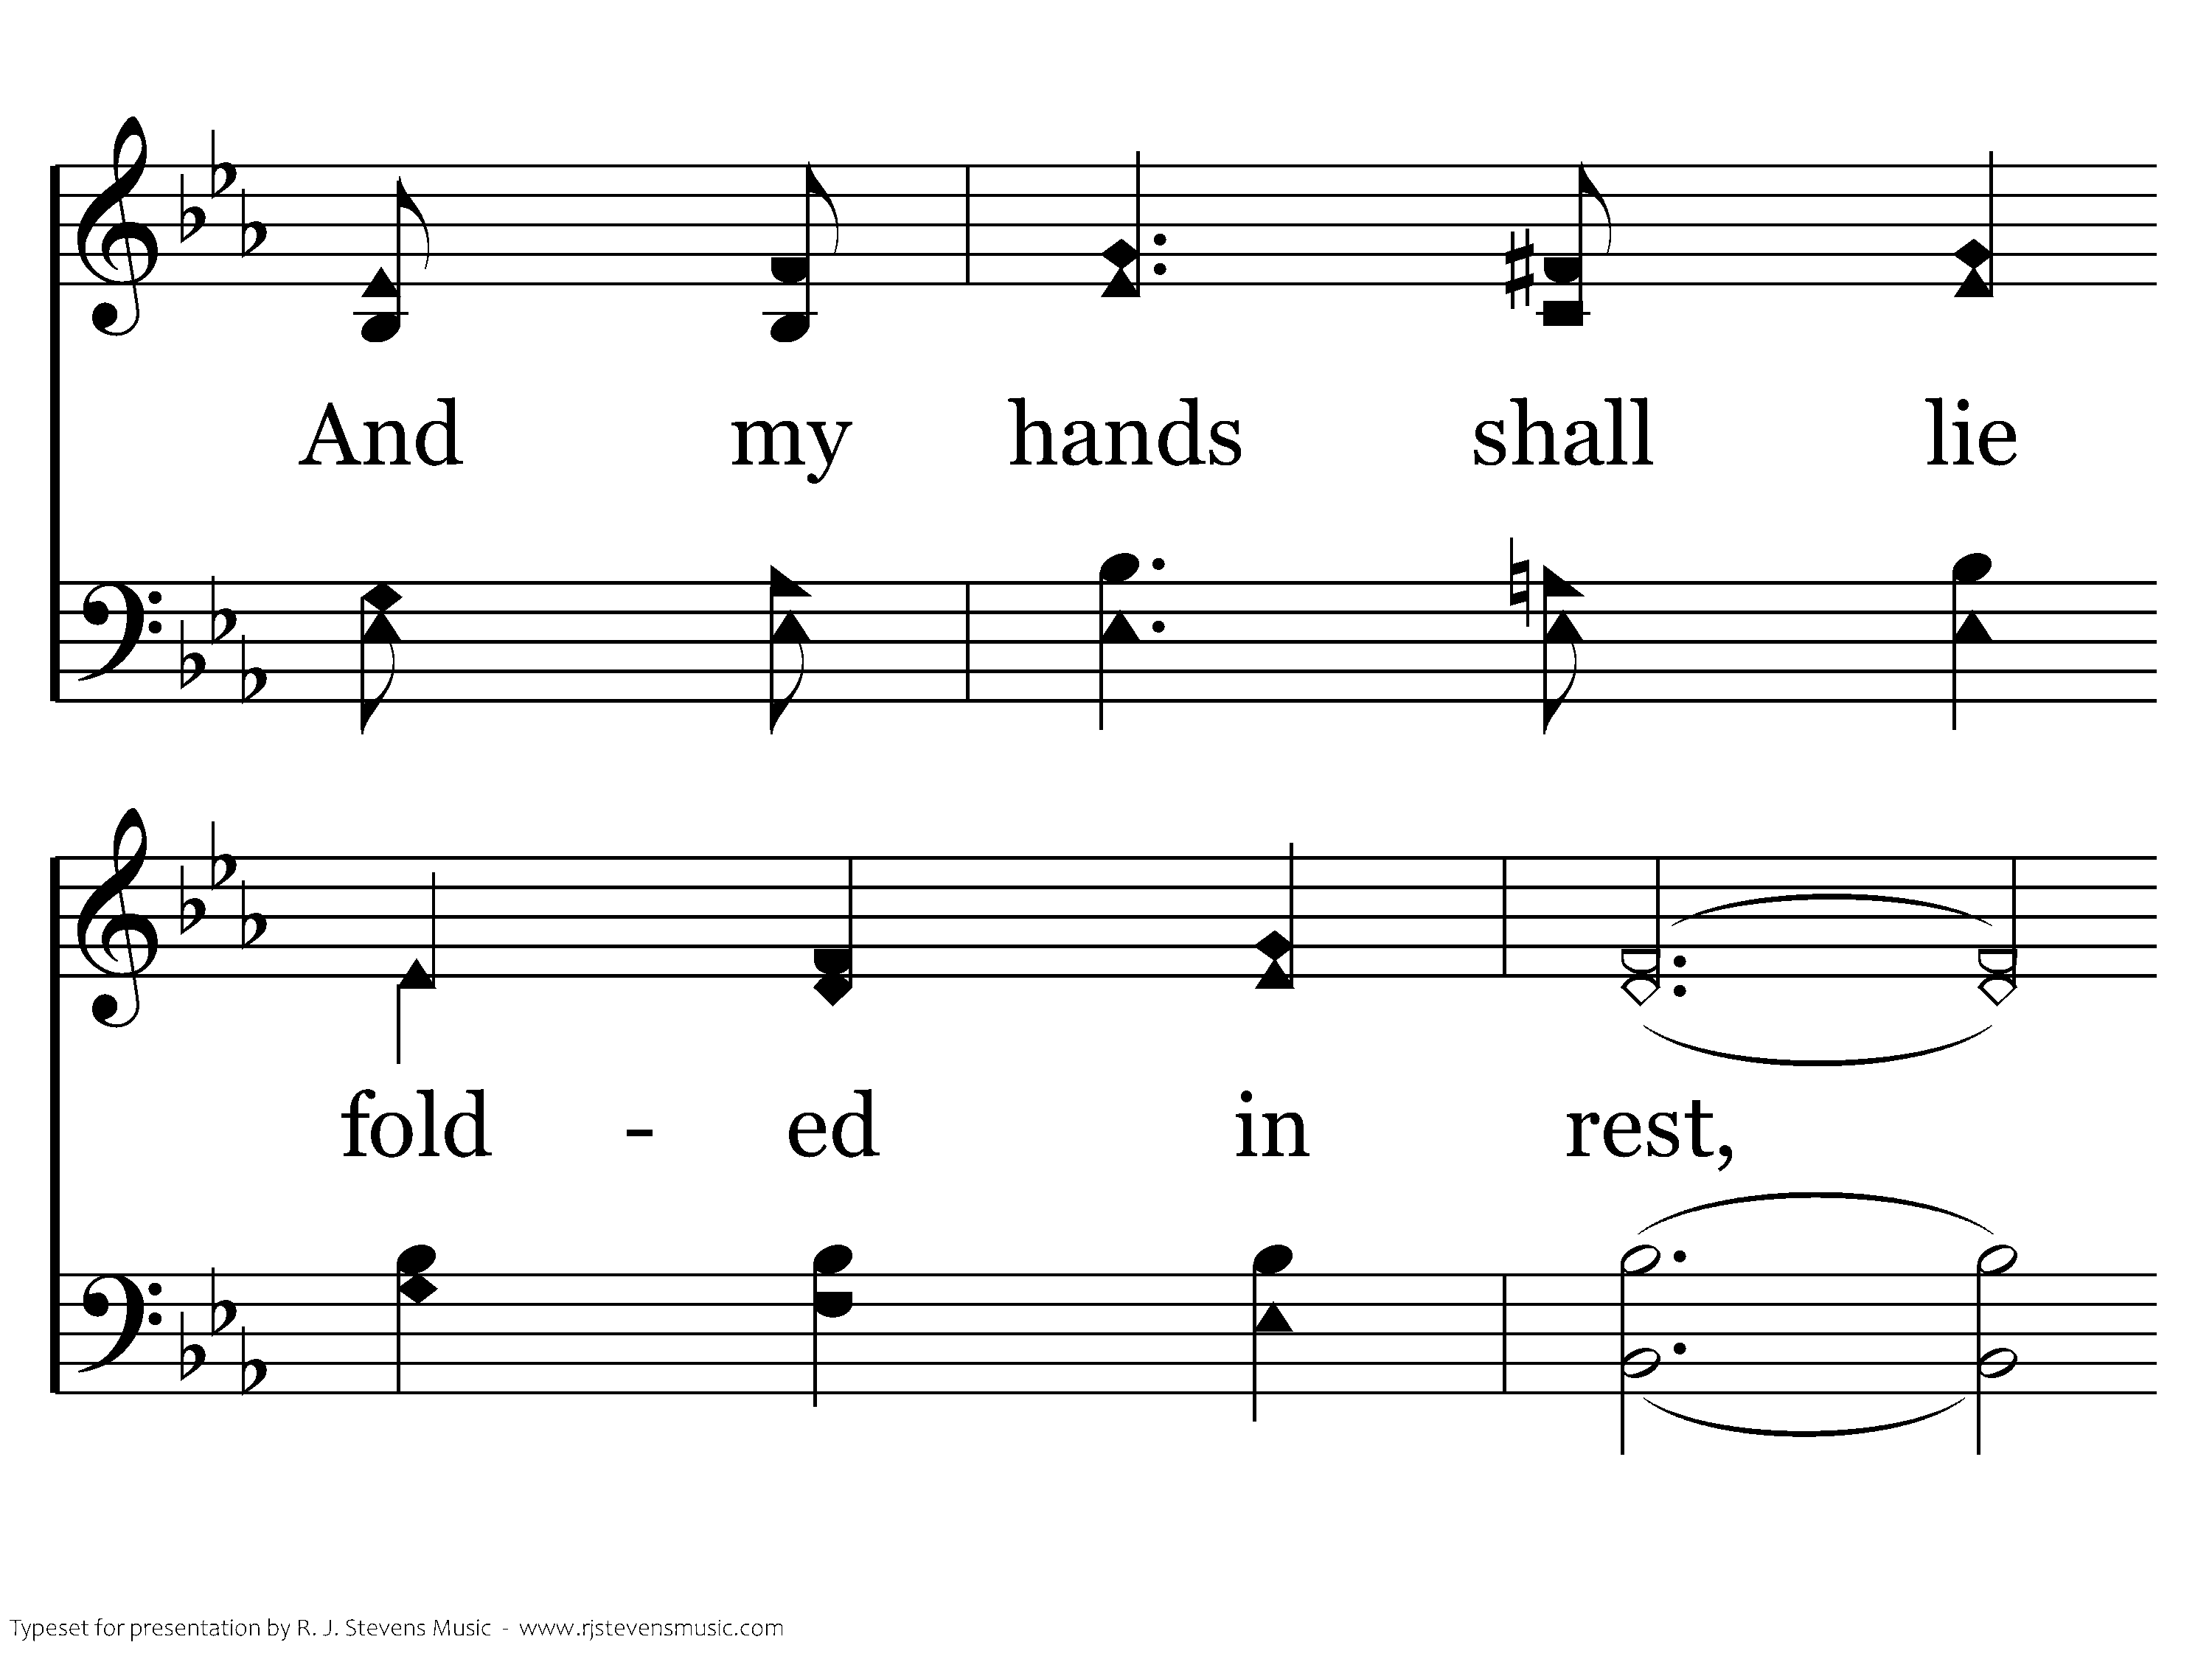 And my hands shall lie
fold - ed in rest,
Typeset for presentation by R. J. Stevens Music - www.rjstevensmusic.com